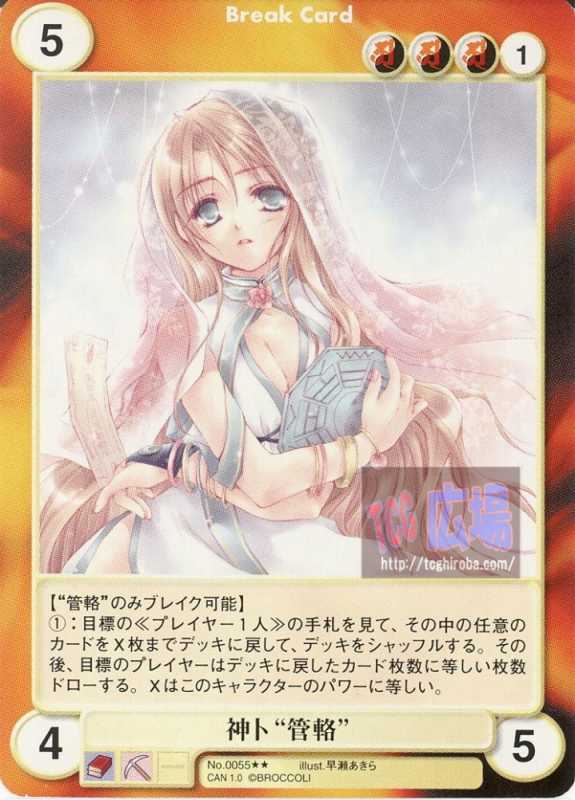 Break Card
5
1
TCG 広場
http://tcghiroba.com/
【“管輅”のみブレイク可能】
①：目標の≪プレイヤー１人≫の手札を見て、その中の任意の
カードをＸ枚までデッキに戻して、デッキをシャッフルする。その
後、目標のプレイヤーはデッキに戻したカード枚数に等しい枚数
ドローする。Ｘはこのキャラクターのパワーに等しい。
神卜“管輅”
4
5
No.0055★★ illust.早瀬あきら
CAN 1.0 ©BROCCOLI